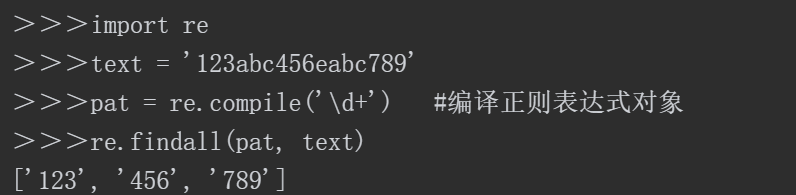 >>>import re
>>>text = '123abc456eabc789'
>>>pat = re.compile('\d+') #编译正则表达式对象
>>>re.findall(pat, text)
['123', '456', '789']